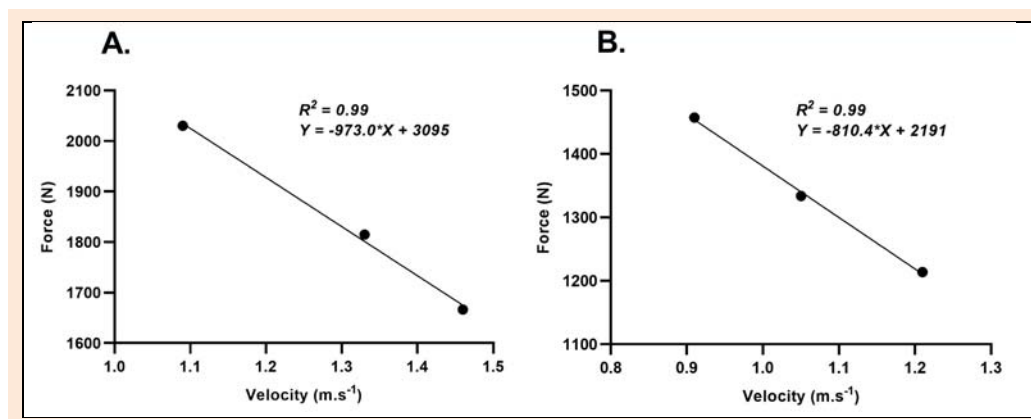 A.
R² = 0.99
Y = -973.0*X + 3095
Force (N)
2100
2000
1900
1800
1700
1600
1.0 1.1 1.2 1.3 1.4 1.5
Velocity (m.s⁻¹)
B.
R² = 0.99
Y = -810.4*X + 2191
Force (N)
1500
1400
1300
1200
1100
0.8 0.9 1.0 1.1 1.2 1.3
Velocity (m.s⁻¹)